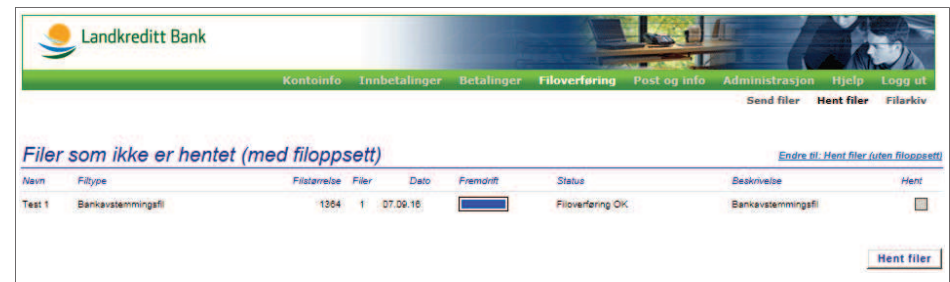 Landkreditt Bank
Kontoinfo Innbetalinger Betalinger Filoverføring Post og info Administrasjon Hjelp Logg ut
Send filer Hent filer Filarkiv
Filer som ikke er hentet (med filoppsett)
Endre til: Hent filer (uten filoppsett)
Navn Filtype Filstørrelse Filer Dato Fremdrift Status Beskrivelse Hent
Test 1 Bankavstemmingsfil 1364 1 07.09.16 Filoverføring OK Bankavstemmingsfil
Hent filer